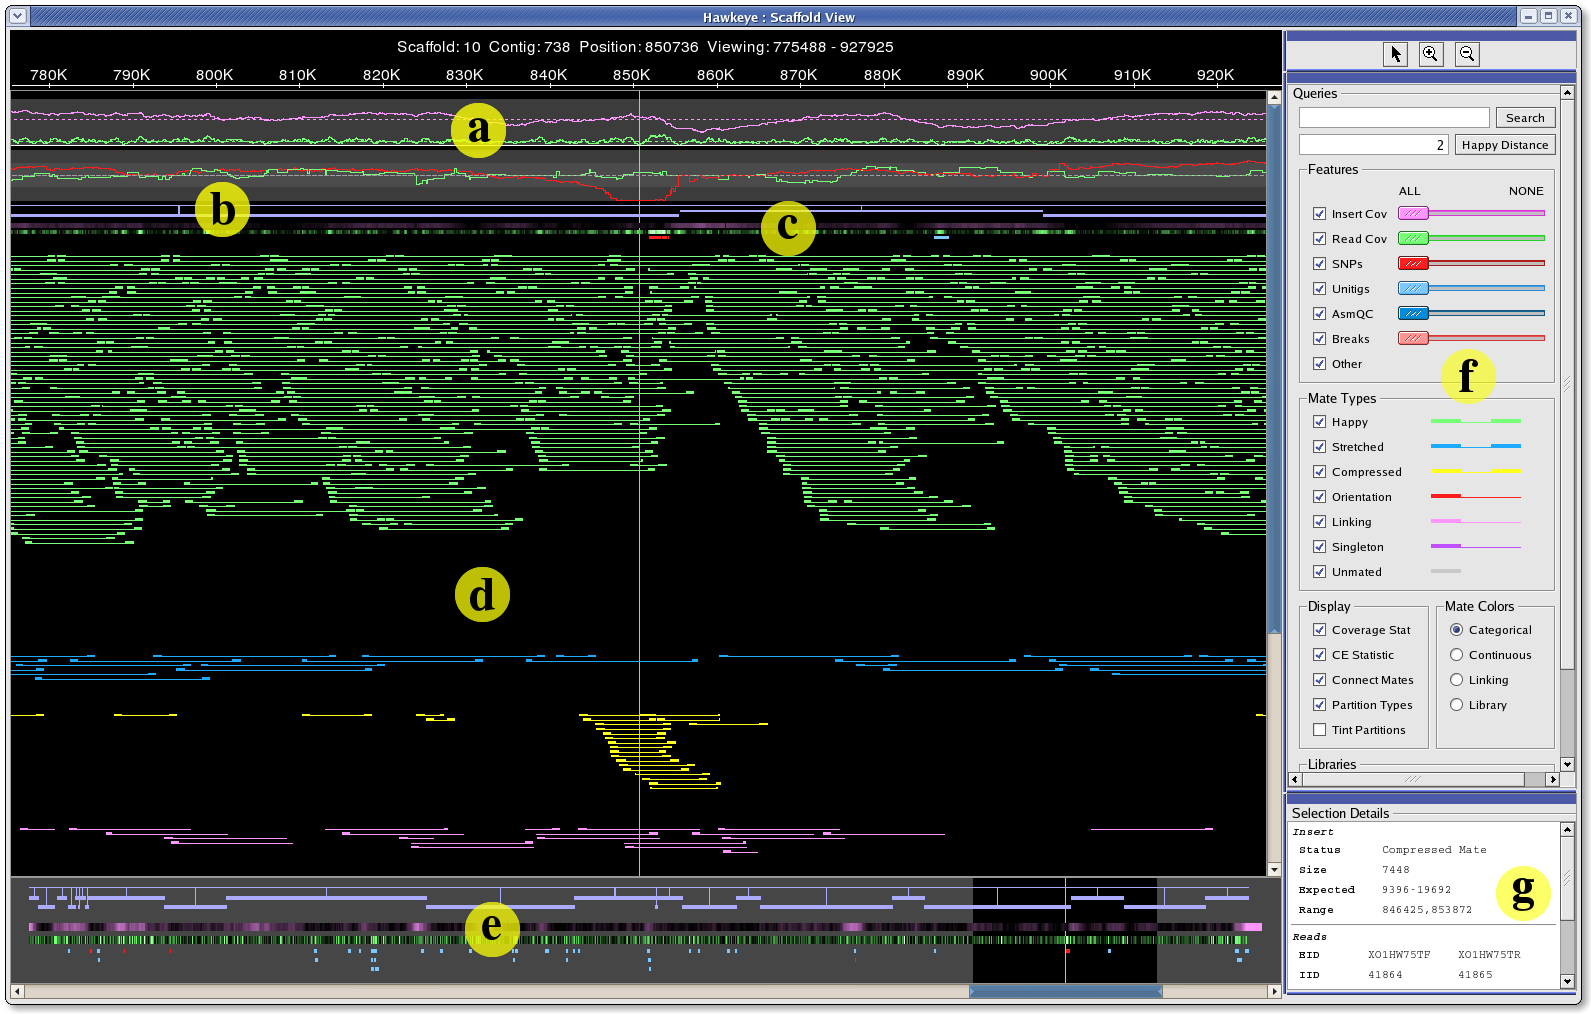 Hawkeye : Scaffold View
Scaffold: 10 Contig: 738 Position: 850736 Viewing: 775488 - 927925
780K 790K 800K 810K 820K 830K 840K 850K 860K 870K 880K 890K 900K 910K 920K
a
b
c
d
e
Queries
Search
2 Happy Distance
Features
ALL NONE
Insert Cov
Read Cov
SNPs
Unitigs
AsmQC
Breaks
Other
f
Mate Types
Happy
Stretched
Compressed
Orientation
Linking
Singleton
Unmated
Display
Coverage Stat
CE Statistic
Connect Mates
Partition Types
Tint Partitions
Mate Colors
Categorical
Continuous
Linking
Library
Libraries
Selection Details
Insert
Status Compressed Mate
Size 7448
Expected 9396-19692
Range 846425,853872
g
Reads
EID XO1HW75TF XO1HW75TR
IID 41864 41865